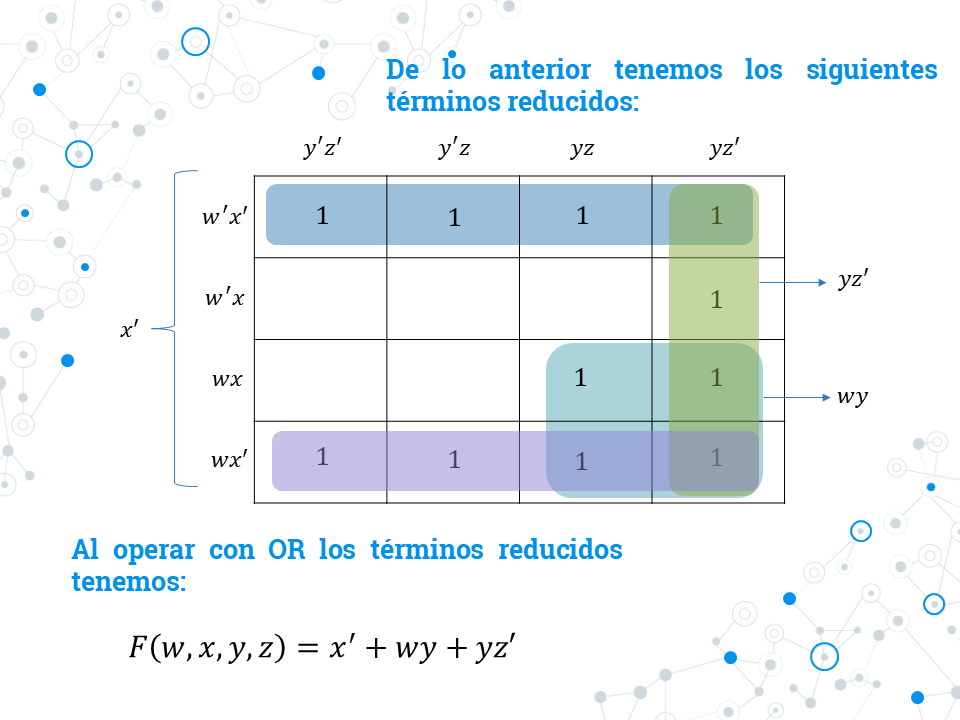 De lo anterior tenemos los siguientes
términos reducidos:
y′z′ y′z yz yz′
w′x′ 1 1 1 1
w′x 1
yz′
x′
wx 1 1
wy
wx′ 1 1 1 1
Al operar con OR los términos reducidos
tenemos:
F(w, x, y, z) = x′ + wy + yz′